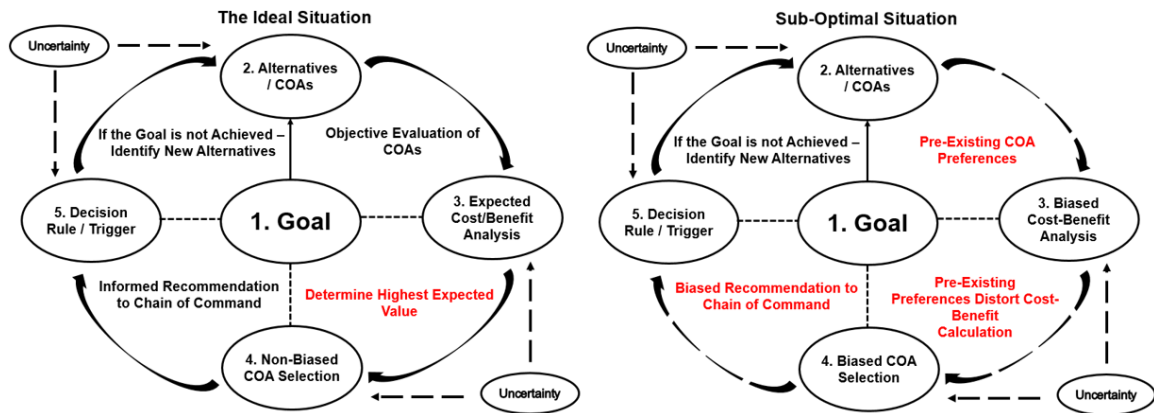 The Ideal Situation
Uncertainty
2. Alternatives
/ COAs
If the Goal is not Achieved –
Identify New Alternatives
Objective Evaluation of
COAs
5. Decision
Rule / Trigger
1. Goal
3. Expected
Cost/Benefit
Analysis
Informed Recommendation
to Chain of Command
Determine Highest Expected
Value
4. Non-Biased
COA Selection
Uncertainty
Sub-Optimal Situation
Uncertainty
2. Alternatives
/ COAs
If the Goal is not Achieved –
Identify New Alternatives
Pre-Existing COA
Preferences
5. Decision
Rule / Trigger
1. Goal
3. Biased
Cost-Benefit
Analysis
Biased Recommendation to
Chain of Command
Pre-Existing
Preferences Distort Cost-
Benefit
Calculation
4. Biased COA
Selection
Uncertainty